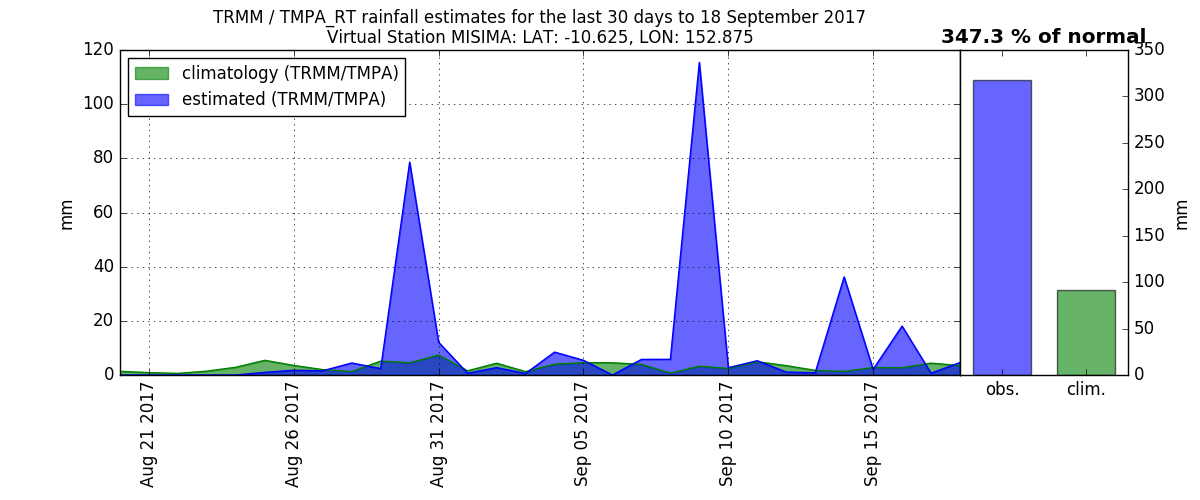 TRMM / TMPA_RT rainfall estimates for the last 30 days to 18 September 2017
Virtual Station MISIMA: LAT: -10.625, LON: 152.875
347.3 % of normal
climatology (TRMM/TMPA)
estimated (TRMM/TMPA)
120
100
80
60
40
20
0
mm
Aug 21 2017
Aug 26 2017
Aug 31 2017
Sep 05 2017
Sep 10 2017
Sep 15 2017
350
300
250
200
150
100
50
0
mm
obs.
clim.